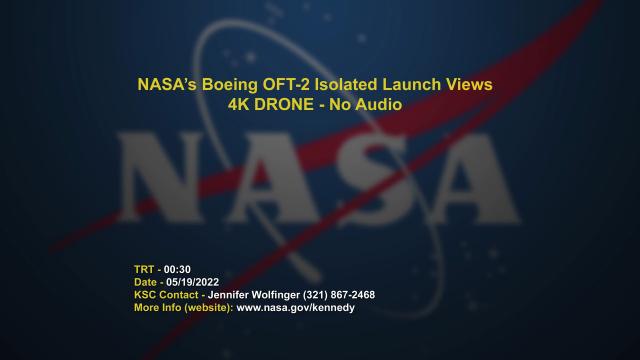 NASA's Boeing OFT-2 Isolated Launch Views
4K DRONE - No Audio
NASA
TRT - 00:30
Date - 05/19/2022
KSC Contact - Jennifer Wolfinger (321) 867-2468
More Info (website): www.nasa.gov/kennedy